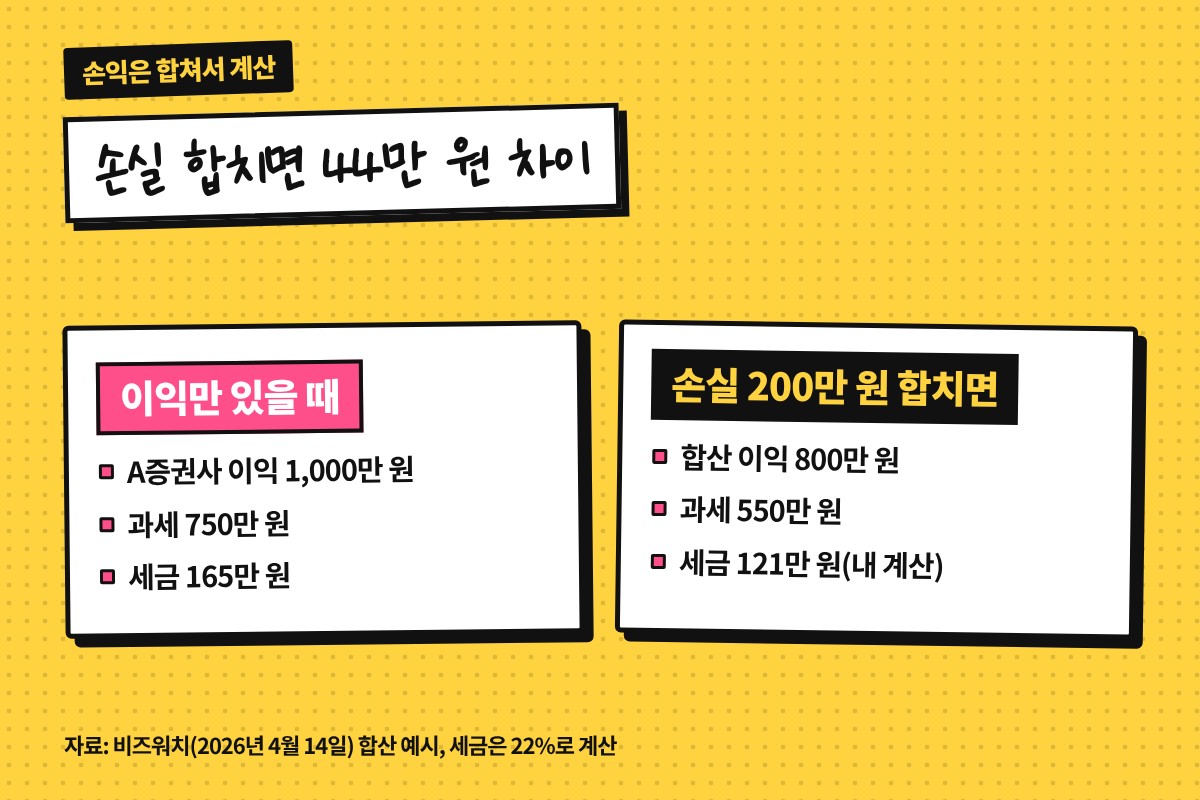 손익은 합쳐서 계산
손실 합치면 44만 원 차이
이익만 있을 때
A증권사 이익 1,000만 원
과세 750만 원
세금 165만 원
손실 200만 원 합치면
합산 이익 800만 원
과세 550만 원
세금 121만 원(내 계산)
자료: 비즈워치(2026년 4월 14일) 합산 예시, 세금은 22%로 계산